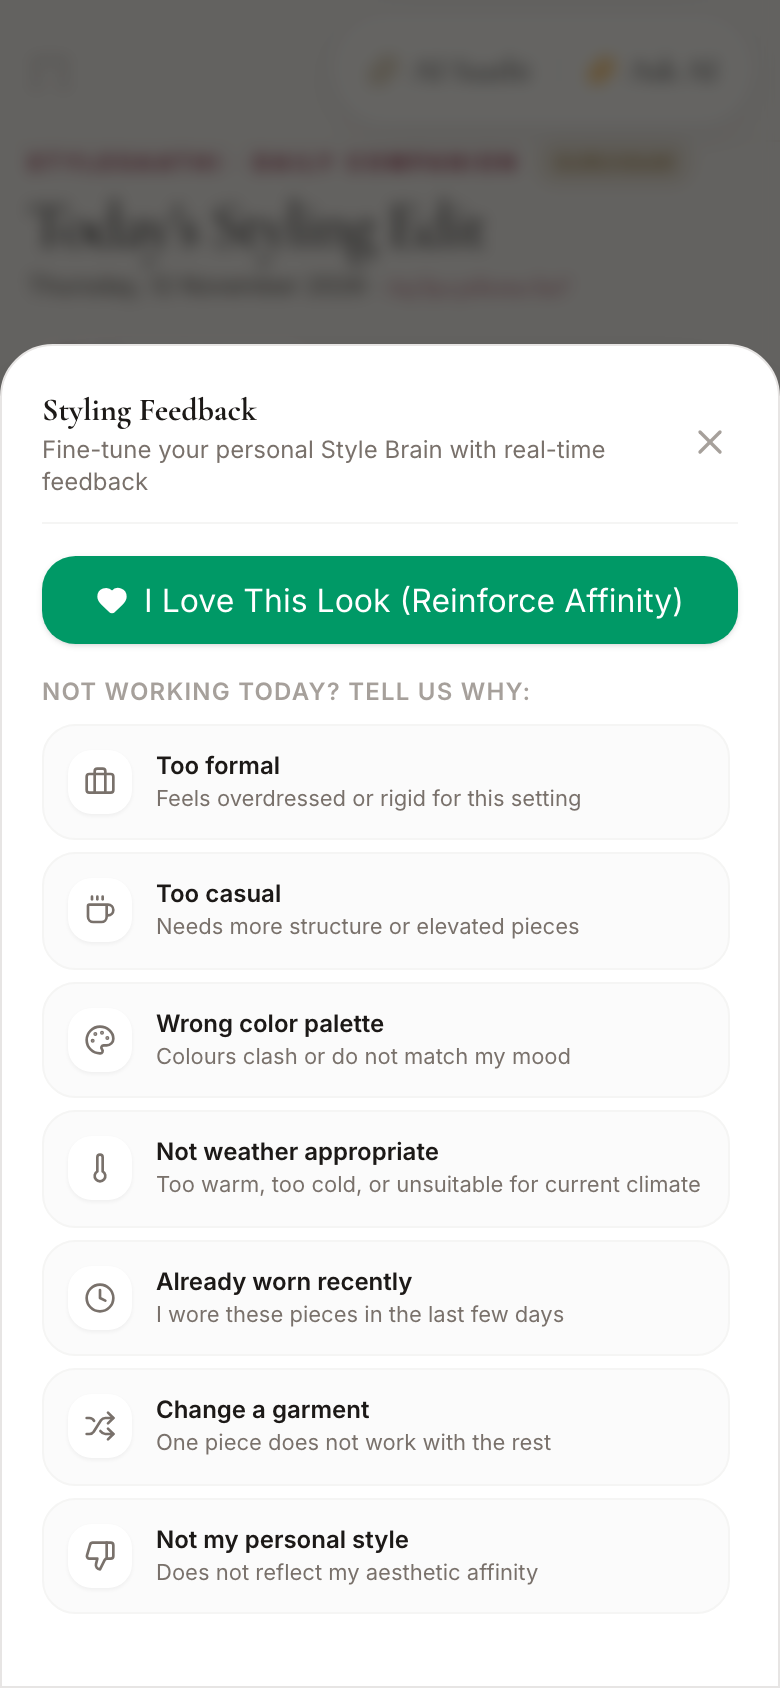 Today's Styling Edit
Styling Feedback
Fine-tune your personal Style Brain with real-time
feedback
I Love This Look (Reinforce Affinity)
NOT WORKING TODAY? TELL US WHY:
Too formal
Feels overdressed or rigid for this setting
Too casual
Needs more structure or elevated pieces
Wrong color palette
Colours clash or do not match my mood
Not weather appropriate
Too warm, too cold, or unsuitable for current climate
Already worn recently
I wore these pieces in the last few days
Change a garment
One piece does not work with the rest
Not my personal style
Does not reflect my aesthetic affinity